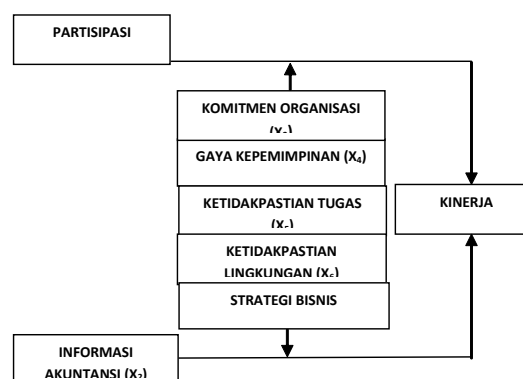 PARTISIPASI
KOMITMEN ORGANISASI
GAYA KEPEMIMPINAN (X₄)
KETIDAKPASTIAN TUGAS
KINERJA
KETIDAKPASTIAN
LINGKUNGAN
STRATEGI BISNIS
INFORMASI
AKUNTANSI (X₂)